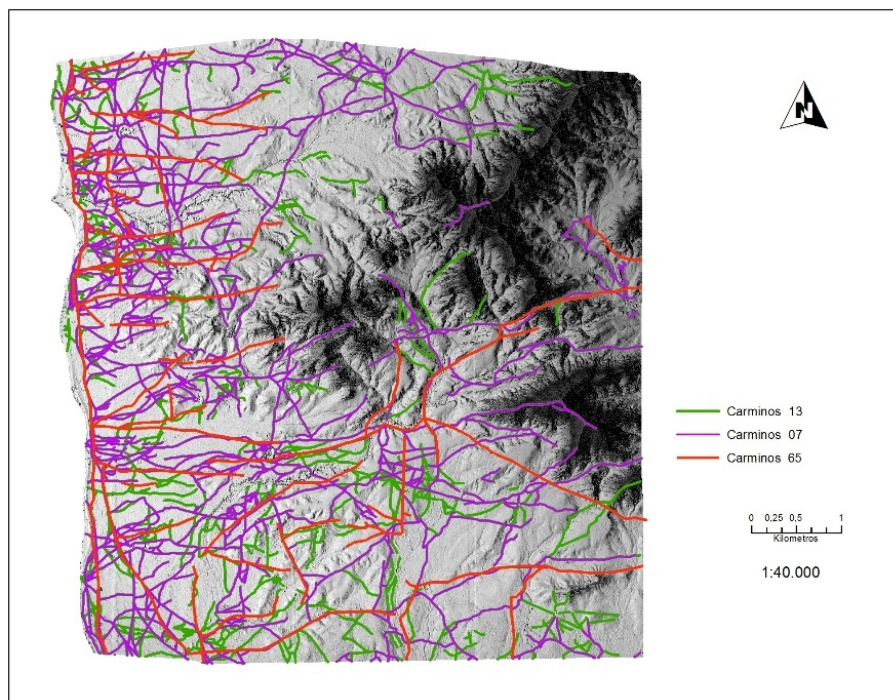 N
Carminos 13
Carminos 07
Carminos 65
0 0,25 0,5 1
Kilometros
1:40.000